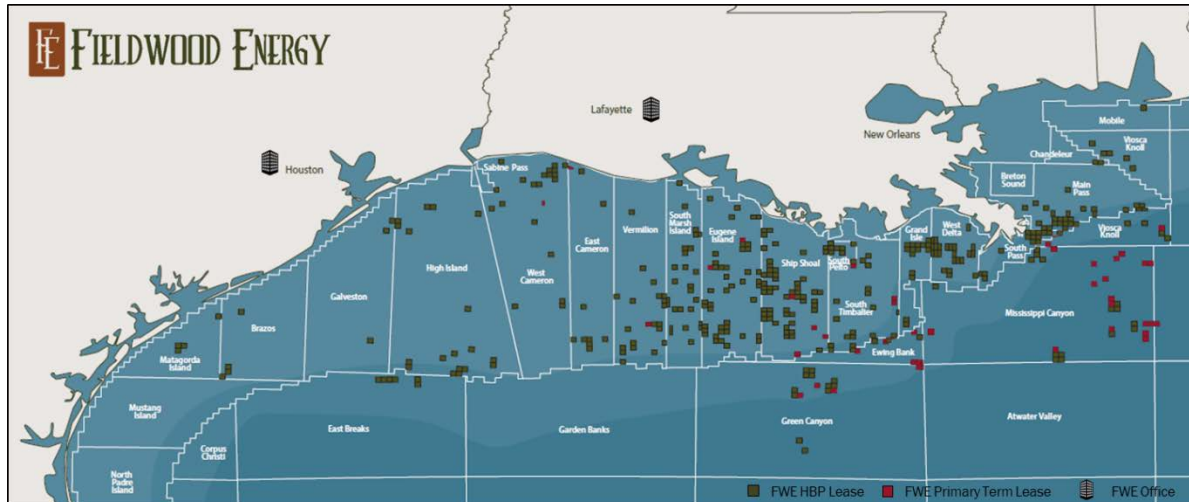 FE FIELDWOOD ENERGY
Houston
Lafayette
New Orleans
Mobile
Viosca
Knoll
Chandeleur
Breton
Sound
Main
Pass
Sabine Pass
South
Marsh
Island
Eugene
Island
Grand
Isle
West
Delta
South
Pass
Viosca
Knoll
East
Cameron
Vermilion
Ship Shoal
South
Pelto
High Island
West
Cameron
Galveston
South
Timbalier
Mississippi Canyon
Brazos
Matagorda
Island
Ewing Bank
Mustang
Island
East Breaks
Garden Banks
Green Canyon
Atwater Valley
Corpus
Christi
North
Padre
Island
FWE HBP Lease
FWE Primary Term Lease
FWE Office